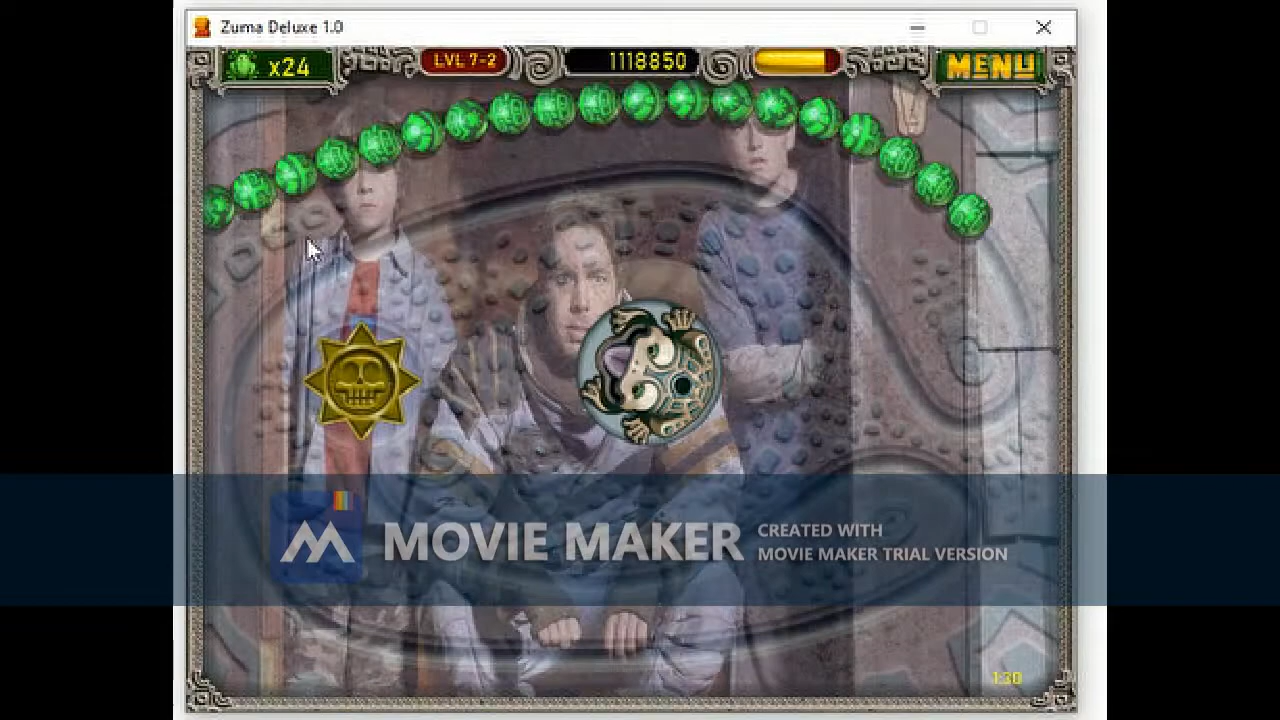 Zuma Deluxe 1.0
x24
LVL 7-2
1118850
MENU
MOVIE MAKER
CREATED WITH
MOVIE MAKER TRIAL VERSION
1:30